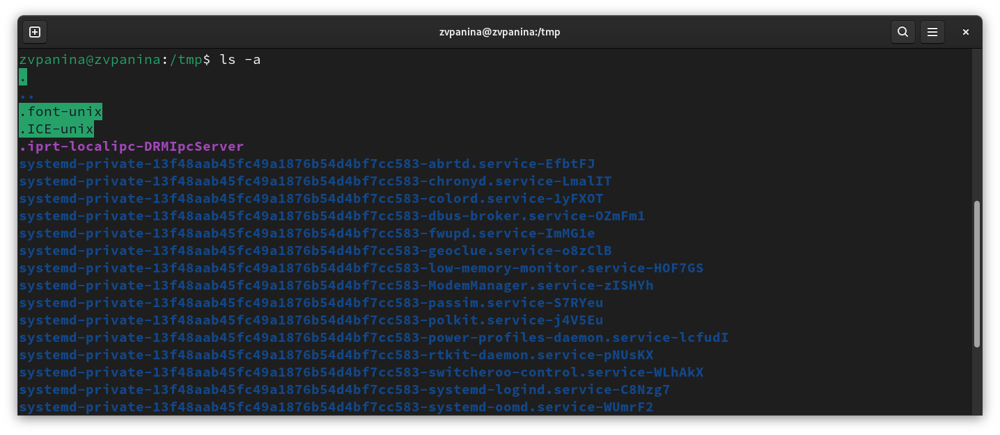 zvpanina@zvpanina:/tmp
zvpanina@zvpanina:/tmp$ ls -a
.
..
.font-unix
.ICE-unix
.iprt-localipc-DRMIpcServer
systemd-private-13f48aab45fc49a1876b54d4bf7cc583-abrtd.service-EfbtFJ
systemd-private-13f48aab45fc49a1876b54d4bf7cc583-chronyd.service-LmalIT
systemd-private-13f48aab45fc49a1876b54d4bf7cc583-colord.service-1yFXOT
systemd-private-13f48aab45fc49a1876b54d4bf7cc583-dbus-broker.service-OZmFm1
systemd-private-13f48aab45fc49a1876b54d4bf7cc583-fwupd.service-ImMG1e
systemd-private-13f48aab45fc49a1876b54d4bf7cc583-geoclue.service-o8zClB
systemd-private-13f48aab45fc49a1876b54d4bf7cc583-low-memory-monitor.service-HOF7GS
systemd-private-13f48aab45fc49a1876b54d4bf7cc583-ModemManager.service-zISHYh
systemd-private-13f48aab45fc49a1876b54d4bf7cc583-passim.service-S7RYeu
systemd-private-13f48aab45fc49a1876b54d4bf7cc583-polkit.service-j4V5Eu
systemd-private-13f48aab45fc49a1876b54d4bf7cc583-power-profiles-daemon.service-lcfudI
systemd-private-13f48aab45fc49a1876b54d4bf7cc583-rtkit-daemon.service-pNUsKX
systemd-private-13f48aab45fc49a1876b54d4bf7cc583-switcheroo-control.service-WLhAkX
systemd-private-13f48aab45fc49a1876b54d4bf7cc583-systemd-logind.service-C8Nzg7
systemd-private-13f48aab45fc49a1876b54d4bf7cc583-systemd-oomd.service-WUmrF2